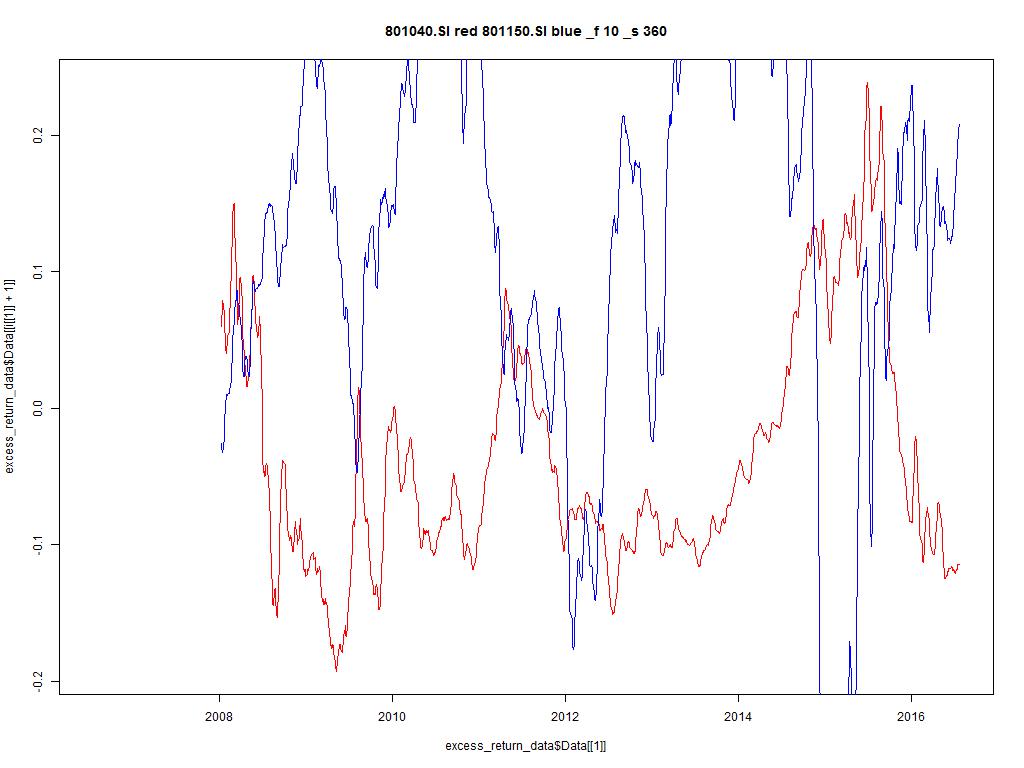 801040.SI red 801150.SI blue _f 10 _s 360
excess_return_data$Data[[i[[1]] + 1]]
0.2
0.1
0.0
-0.1
-0.2
2008 2010 2012 2014 2016
excess_return_data$Data[[1]]